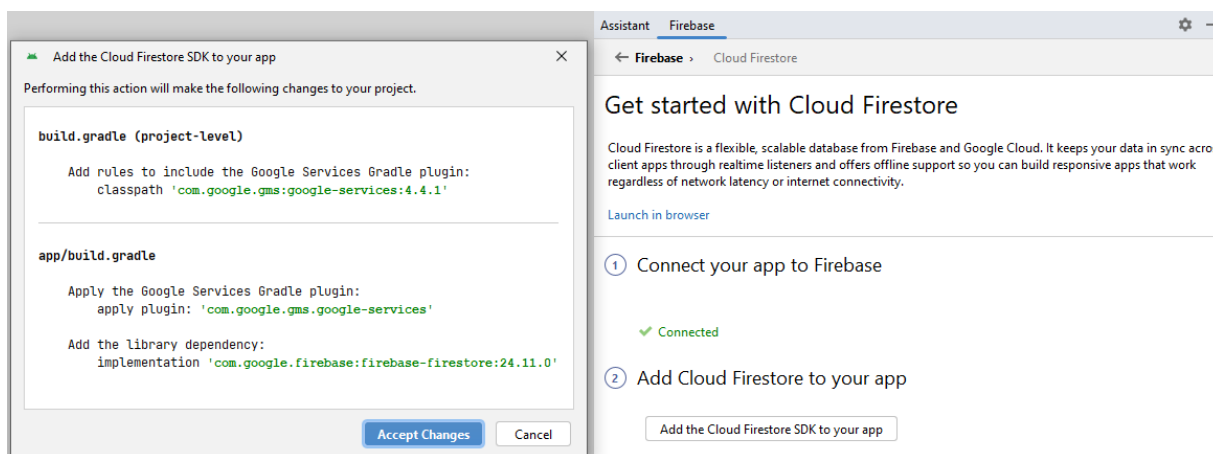 Add the Cloud Firestore SDK to your app
Performing this action will make the following changes to your project.
build.gradle (project-level)
Add rules to include the Google Services Gradle plugin:
classpath 'com.google.gms:google-services:4.4.1'
app/build.gradle
Apply the Google Services Gradle plugin:
apply plugin: 'com.google.gms.google-services'
Add the library dependency:
implementation 'com.google.firebase:firebase-firestore:24.11.0'
Accept Changes
Cancel
Assistant Firebase
← Firebase › Cloud Firestore
Get started with Cloud Firestore
Cloud Firestore is a flexible, scalable database from Firebase and Google Cloud. It keeps your data in sync acro
client apps through realtime listeners and offers offline support so you can build responsive apps that work
regardless of network latency or internet connectivity.
Launch in browser
1 Connect your app to Firebase
Connected
2 Add Cloud Firestore to your app
Add the Cloud Firestore SDK to your app